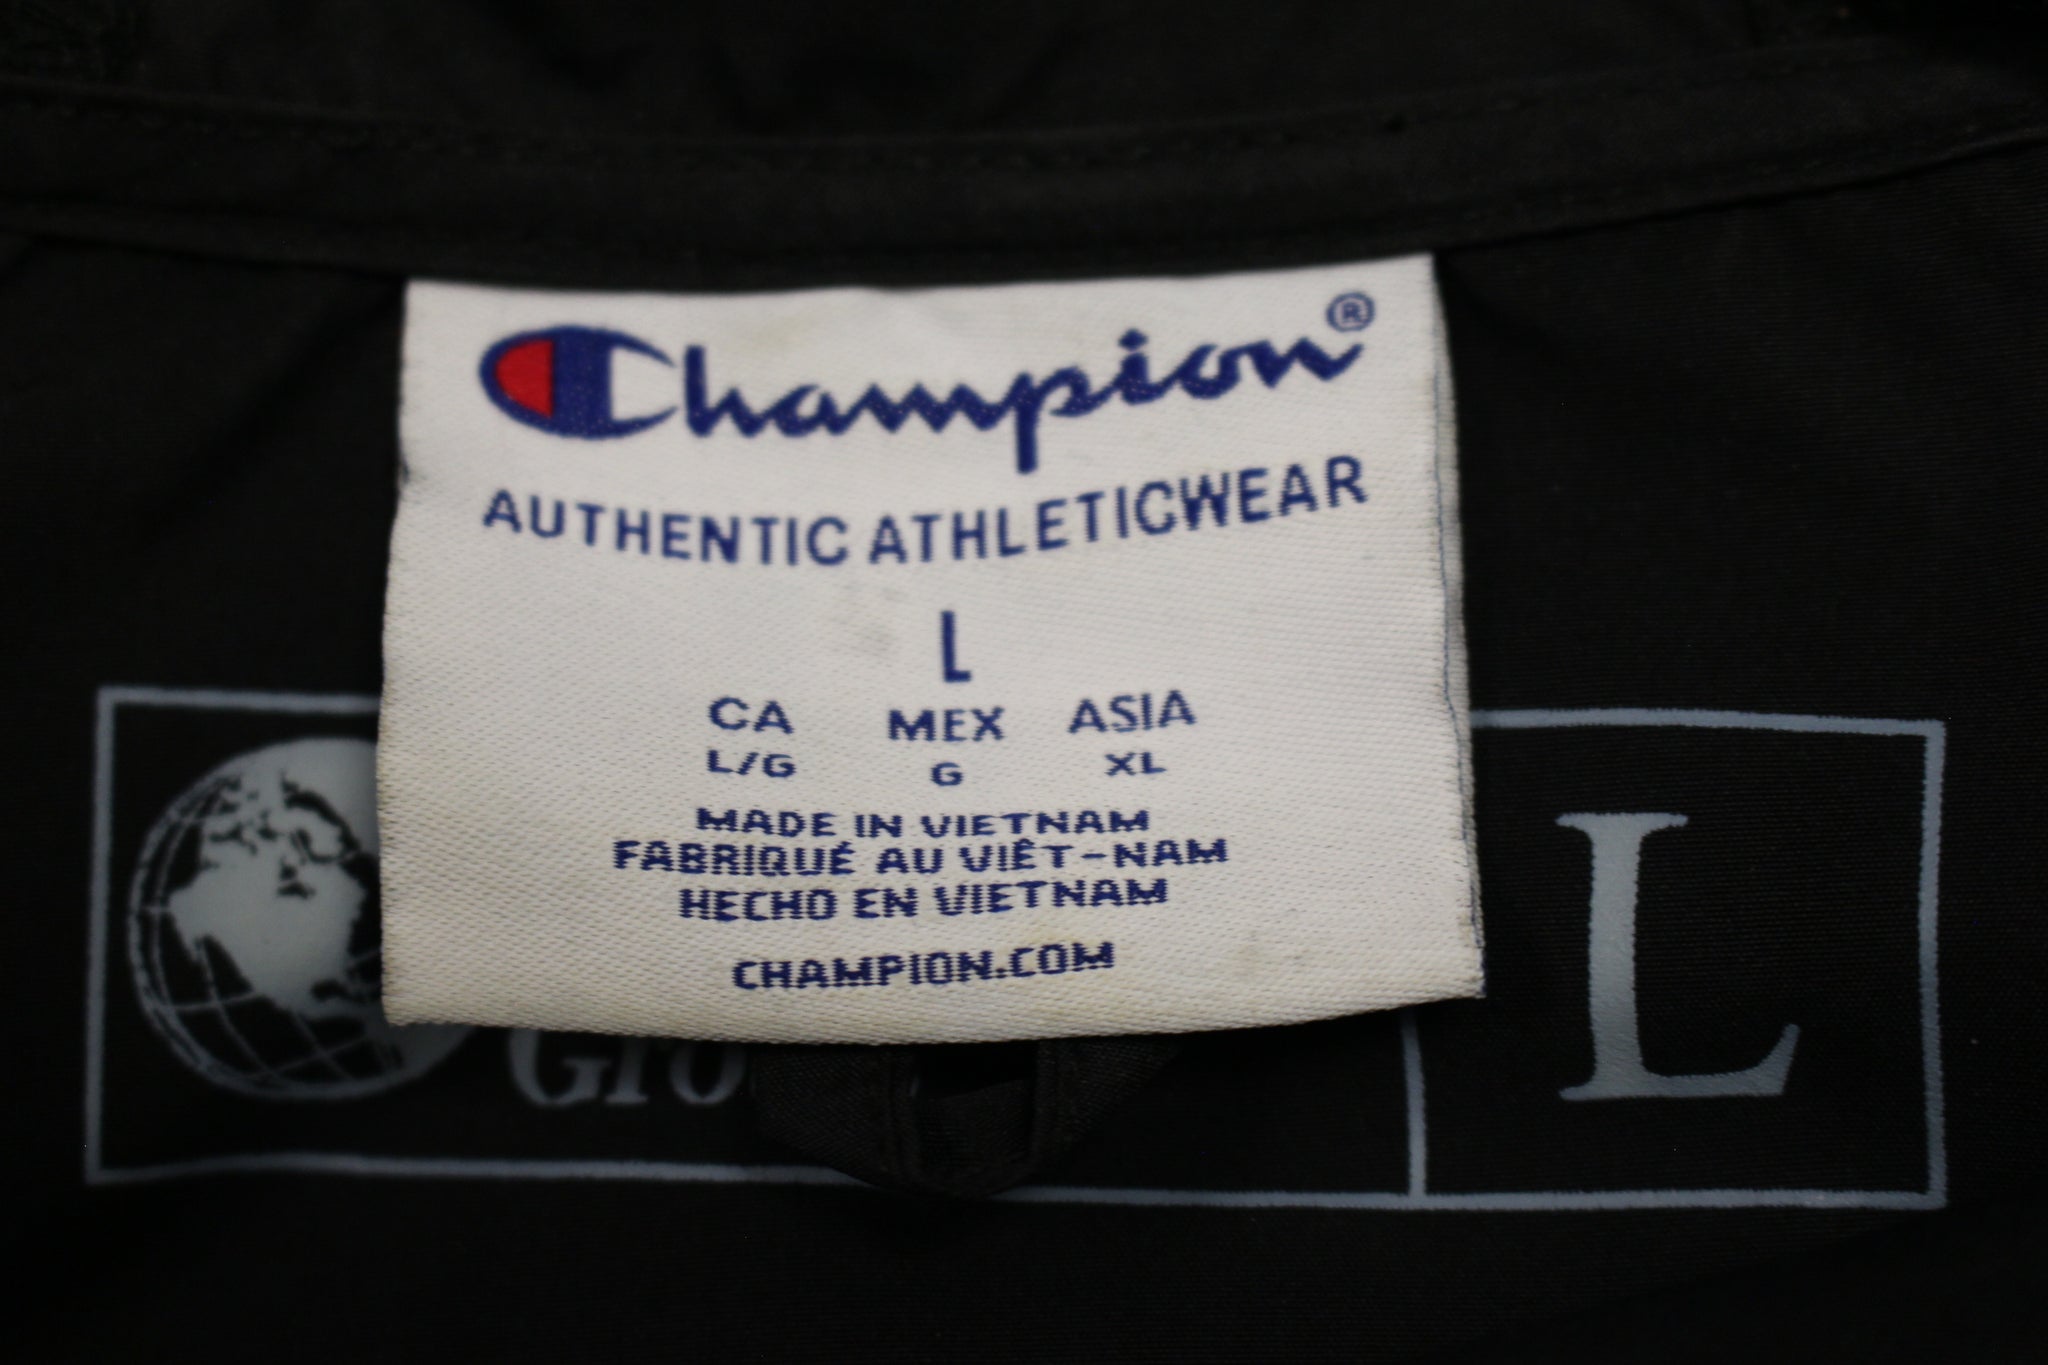 Champion®
AUTHENTIC ATHLETICWEAR
L
CA MEX ASIA
L/G G XL
MADE IN VIETNAM
FABRIQUÉ AU VIÊT-NAM
HECHO EN VIETNAM
CHAMPION.COM
L